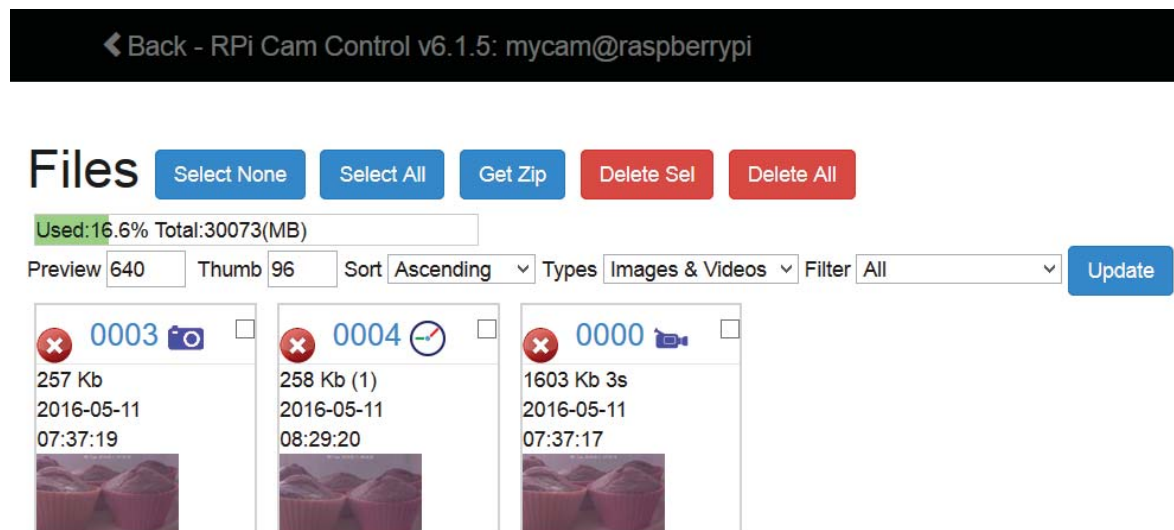 Back - RPi Cam Control v6.1.5: mycam@raspberrypi
Files Select None Select All Get Zip Delete Sel Delete All
Used:16.6% Total:30073(MB)
Preview 640 Thumb 96 Sort Ascending Types Images & Videos Filter All Update
0003
257 Kb
2016-05-11
07:37:19
0004
258 Kb (1)
2016-05-11
08:29:20
0000
1603 Kb 3s
2016-05-11
07:37:17